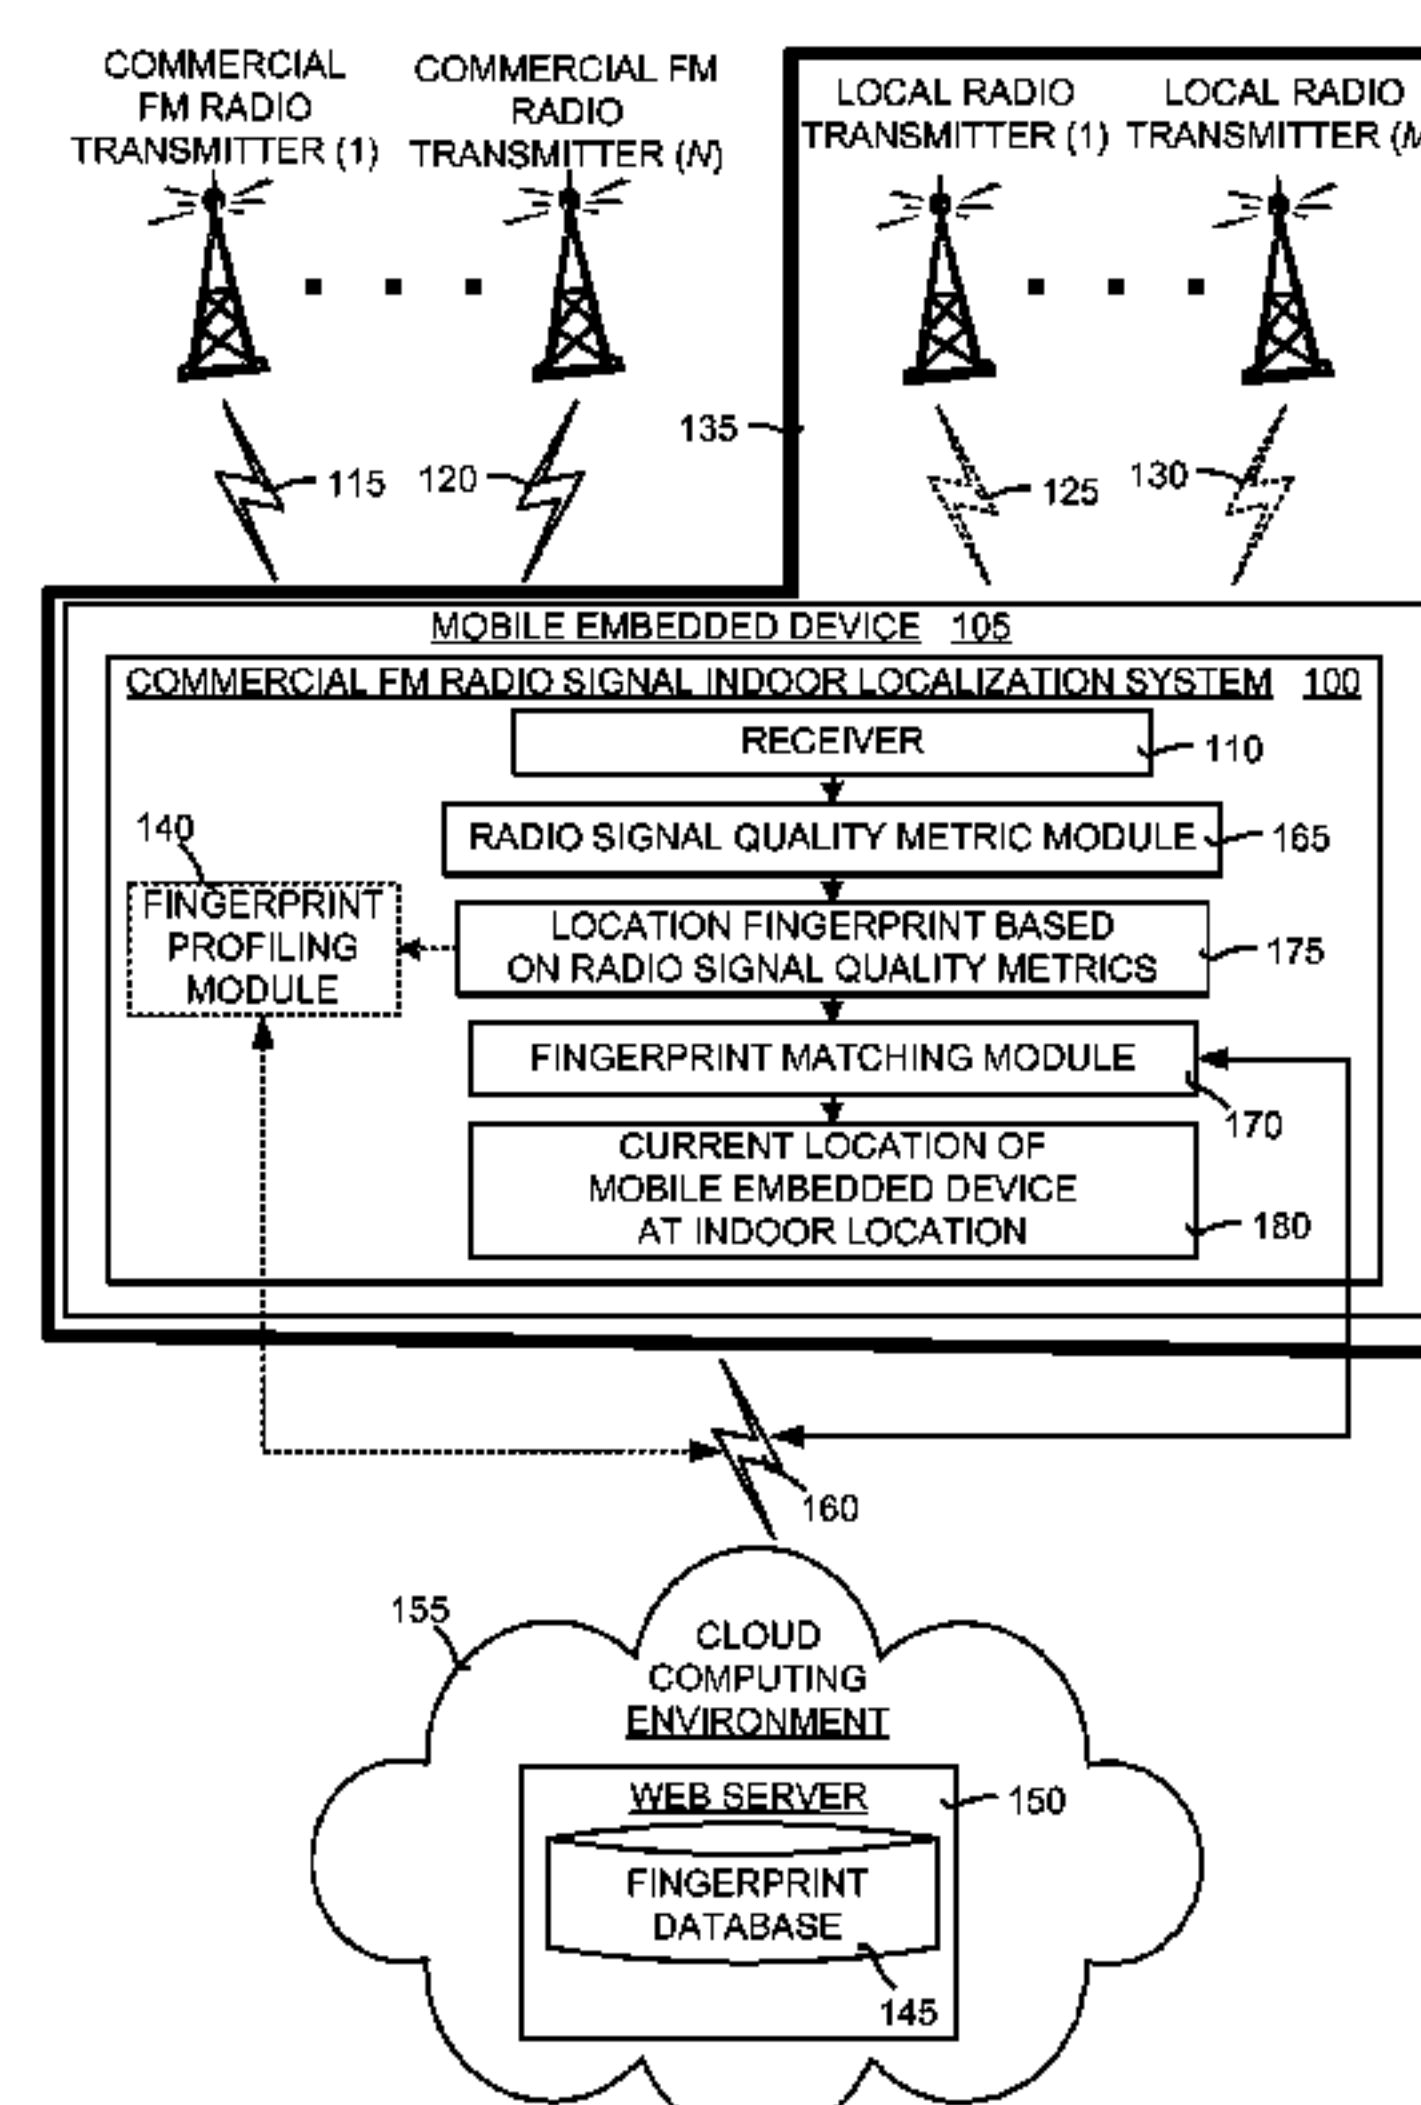 COMMERCIAL
FM RADIO
TRANSMITTER (1)
COMMERCIAL FM
RADIO
TRANSMITTER (N)
LOCAL RADIO
TRANSMITTER (1)
LOCAL RADIO
TRANSMITTER (M
135
115
120
125
130
MOBILE EMBEDDED DEVICE 105
COMMERCIAL FM RADIO SIGNAL INDOOR LOCALIZATION SYSTEM 100
RECEIVER
110
RADIO SIGNAL QUALITY METRIC MODULE
165
140
FINGERPRINT
PROFILING
MODULE
LOCATION FINGERPRINT BASED
ON RADIO SIGNAL QUALITY METRICS
175
FINGERPRINT MATCHING MODULE
170
CURRENT LOCATION OF
MOBILE EMBEDDED DEVICE
AT INDOOR LOCATION
180
160
155
CLOUD
COMPUTING
ENVIRONMENT
WEB SERVER
150
FINGERPRINT
DATABASE
145